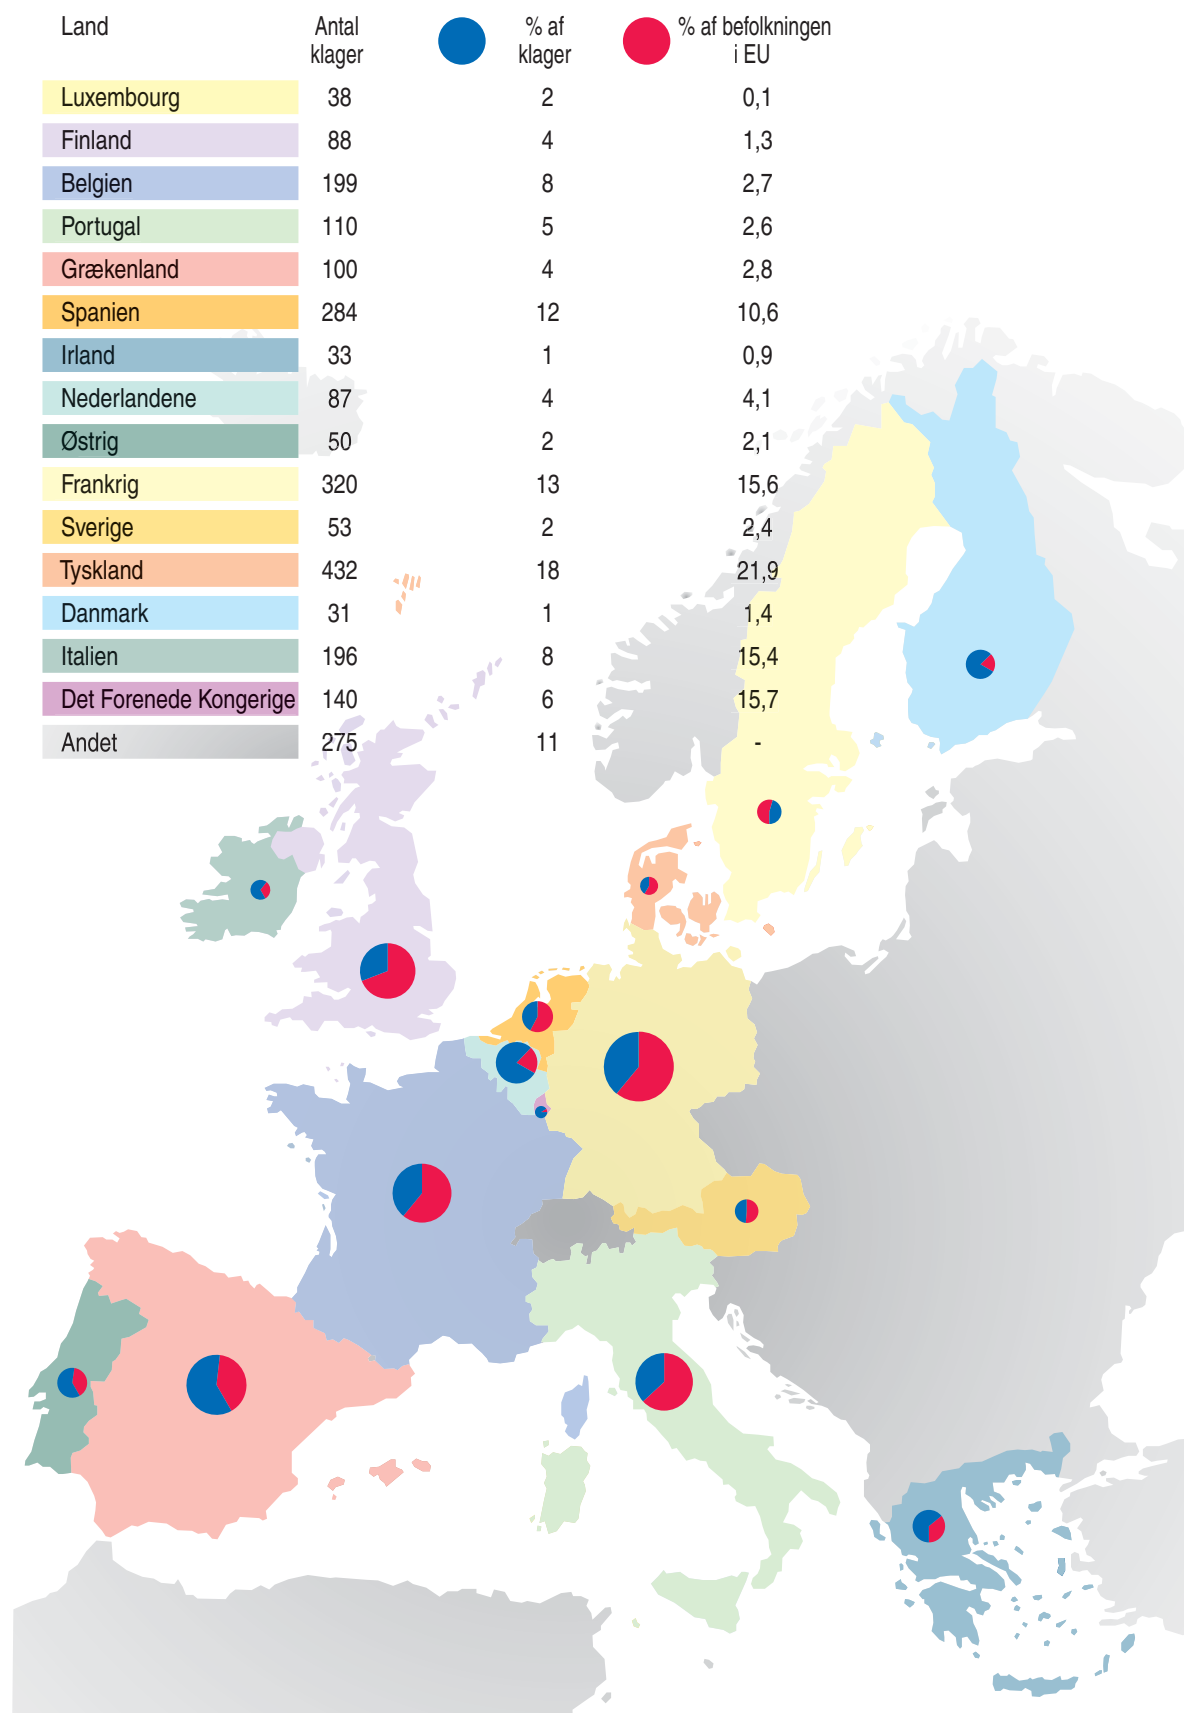 Land Antal klager % af klager % af befolkningen i EU
Luxembourg 38 2 0,1
Finland 88 4 1,3
Belgien 199 8 2,7
Portugal 110 5 2,6
Grækenland 100 4 2,8
Spanien 284 12 10,6
Irland 33 1 0,9
Nederlandene 87 4 4,1
Østrig 50 2 2,1
Frankrig 320 13 15,6
Sverige 53 2 2,4
Tyskland 432 18 21,9
Danmark 31 1 1,4
Italien 196 8 15,4
Det Forenede Kongerige 140 6 15,7
Andet 275 11 -